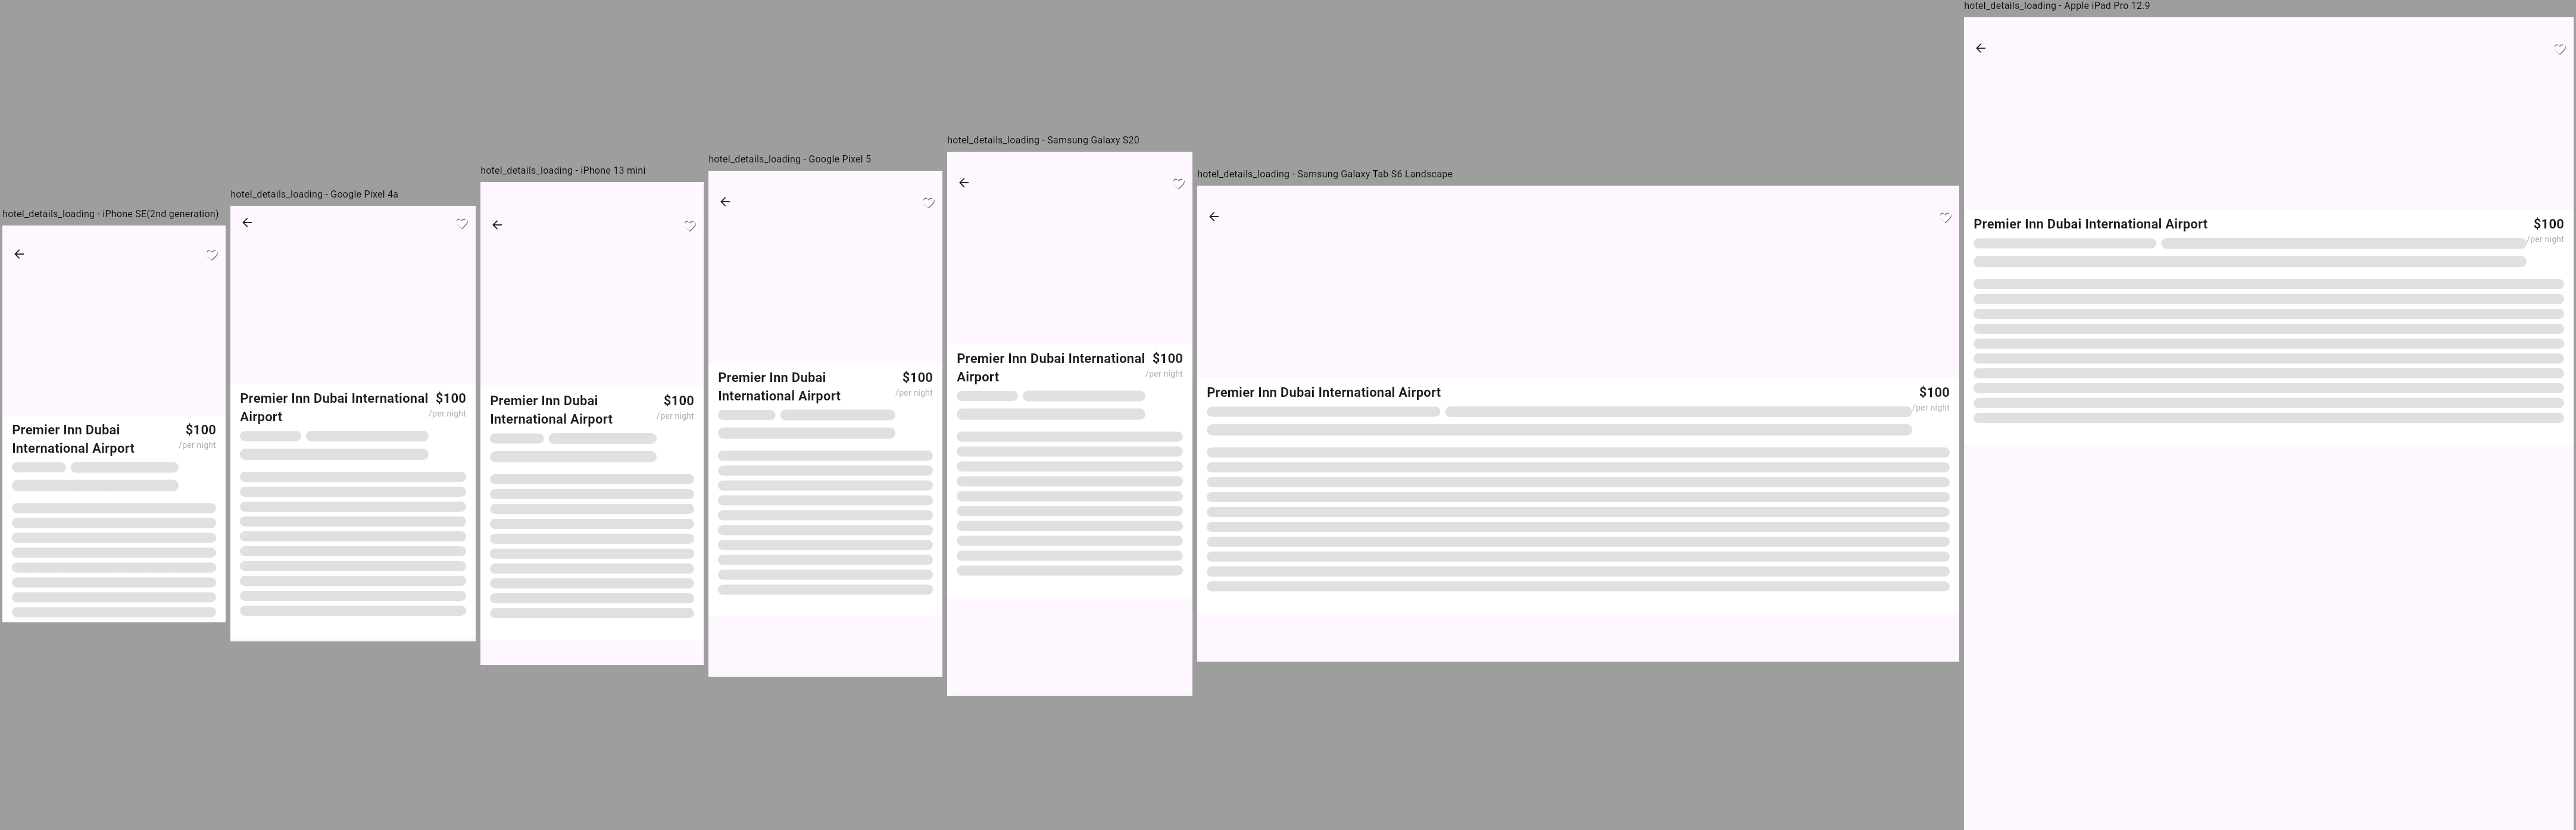 hotel_details_loading - iPhone SE(2nd generation)
Premier Inn Dubai
International Airport
$100
/per night
hotel_details_loading - Google Pixel 4a
Premier Inn Dubai International
Airport
$100
/per night
hotel_details_loading - iPhone 13 mini
Premier Inn Dubai
International Airport
$100
/per night
hotel_details_loading - Google Pixel 5
Premier Inn Dubai
International Airport
$100
/per night
hotel_details_loading - Samsung Galaxy S20
Premier Inn Dubai International
Airport
$100
/per night
hotel_details_loading - Samsung Galaxy Tab S6 Landscape
Premier Inn Dubai International Airport
$100
/per night
hotel_details_loading - Apple iPad Pro 12.9
Premier Inn Dubai International Airport
$100
/per night